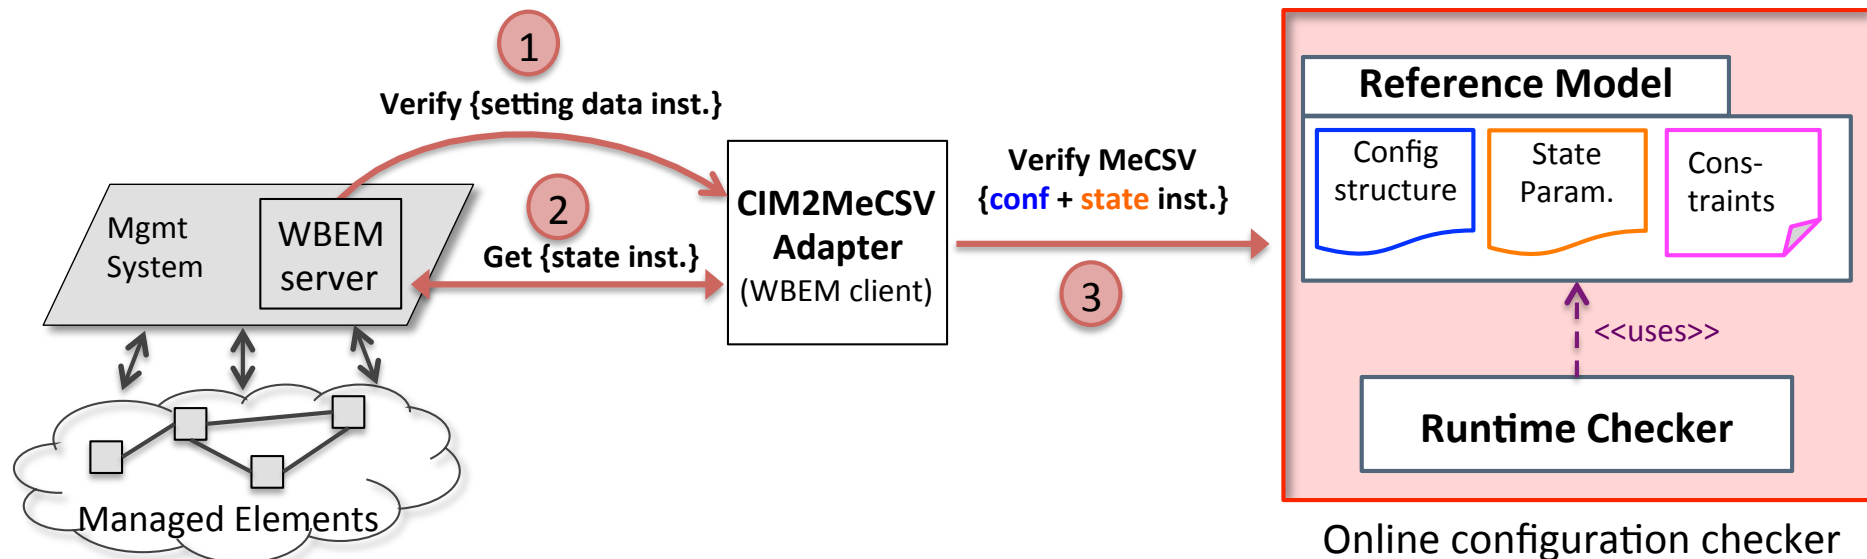 1
Verify {setting data inst.}
Mgmt
System
WBEM
server
2
Get {state inst.}
CIM2MeCSV
Adapter
(WBEM client)
Verify MeCSV
{conf + state inst.}
3
Reference Model
Config
structure
State
Param.
Cons-
traints
<<uses>>
Runtime Checker
Managed Elements
Online configuration checker